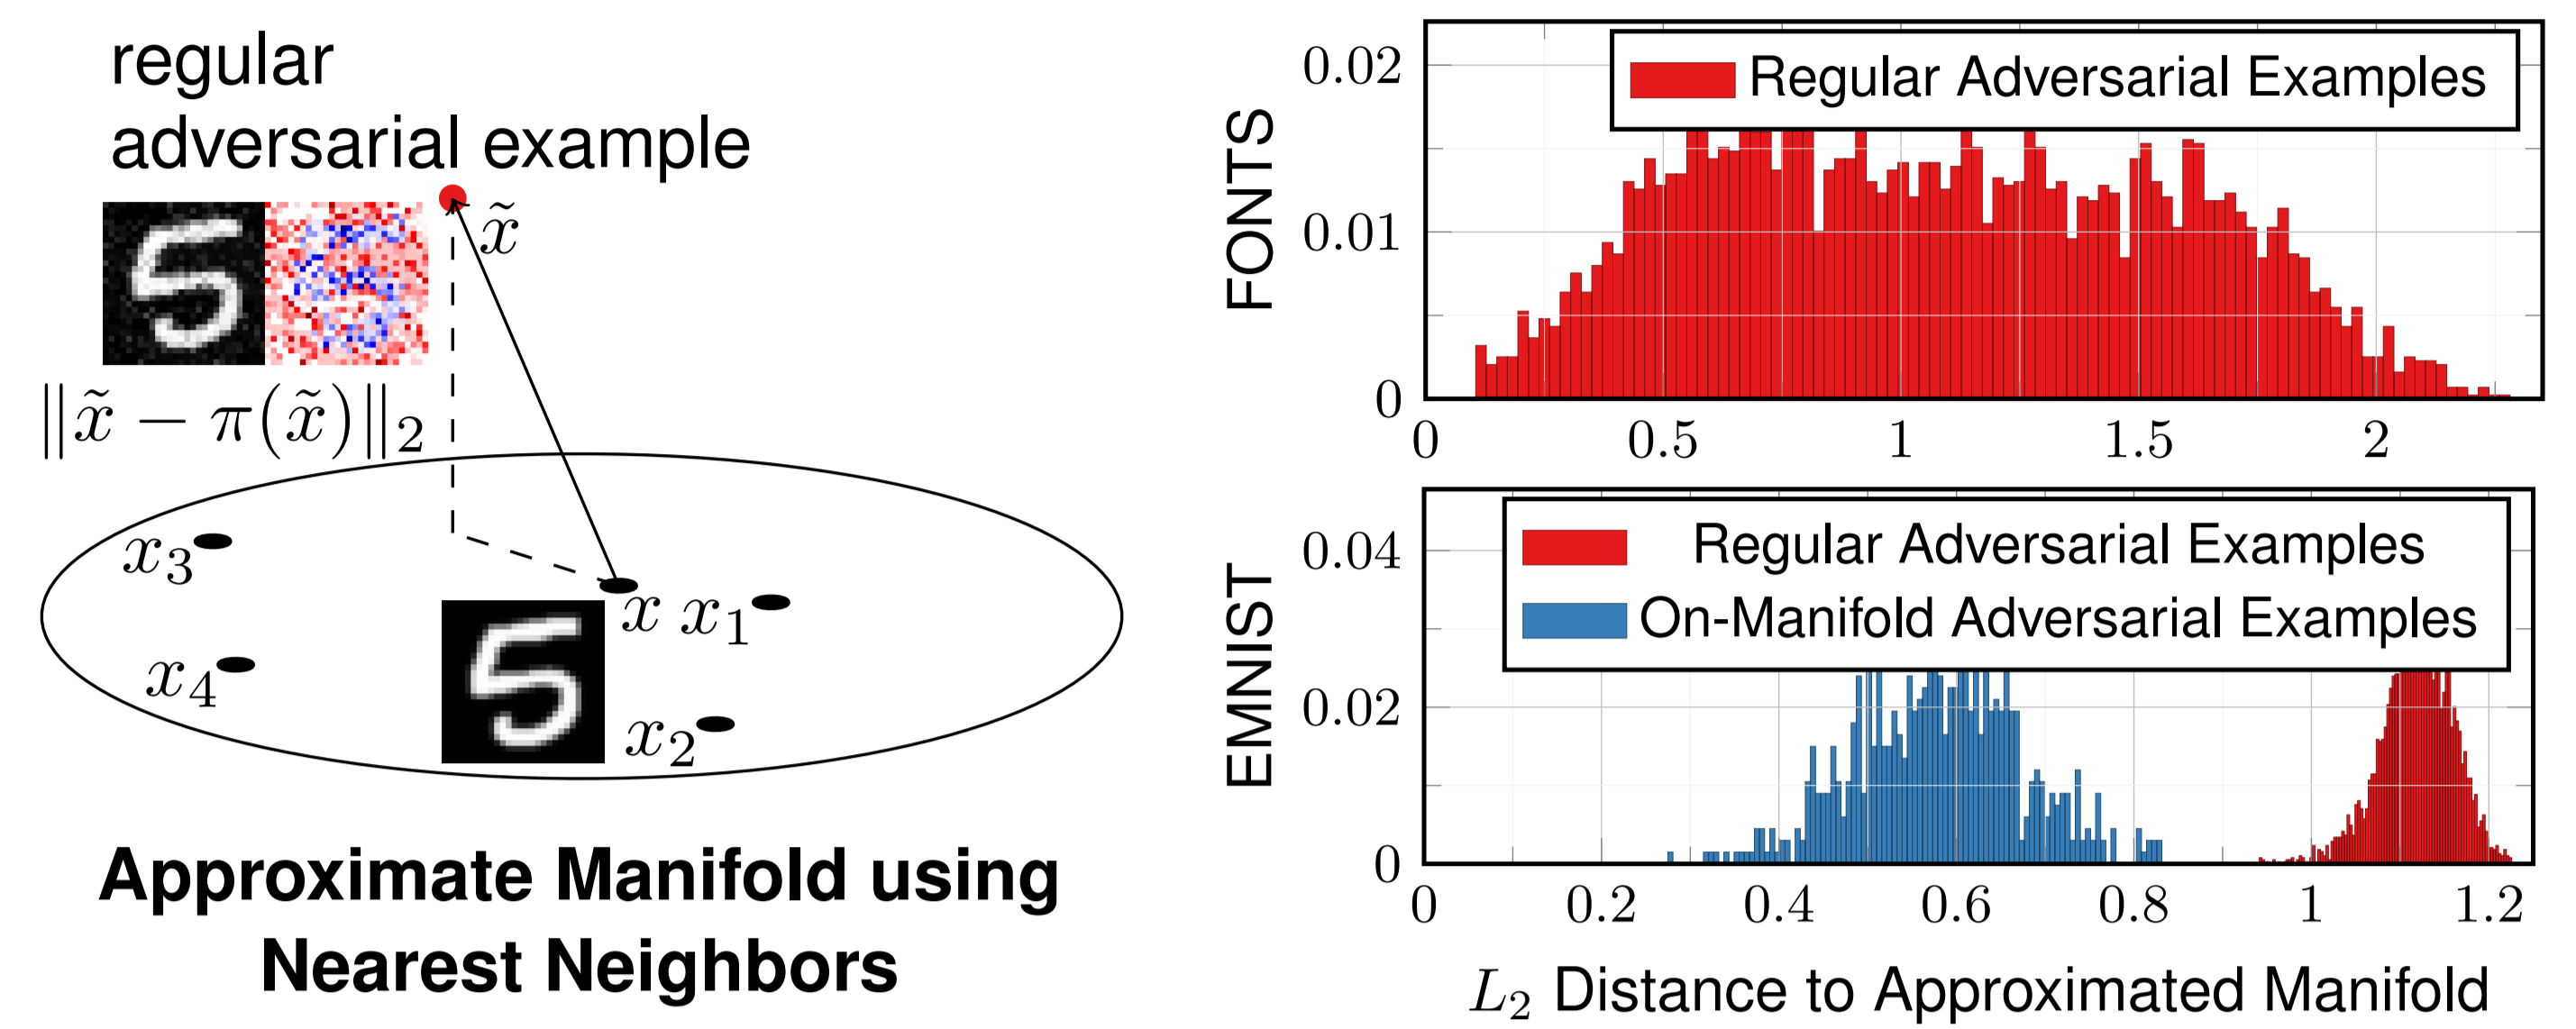 regular
adversarial example
x̃
‖x̃ − π(x̃)‖₂
x₃
x x₁
x₄
x₂
Approximate Manifold using
Nearest Neighbors
FONTS
0.02
0.01
0
Regular Adversarial Examples
0 0.5 1 1.5 2
EMNIST
0.04
0.02
0
Regular Adversarial Examples
On-Manifold Adversarial Examples
0 0.2 0.4 0.6 0.8 1 1.2
L₂ Distance to Approximated Manifold